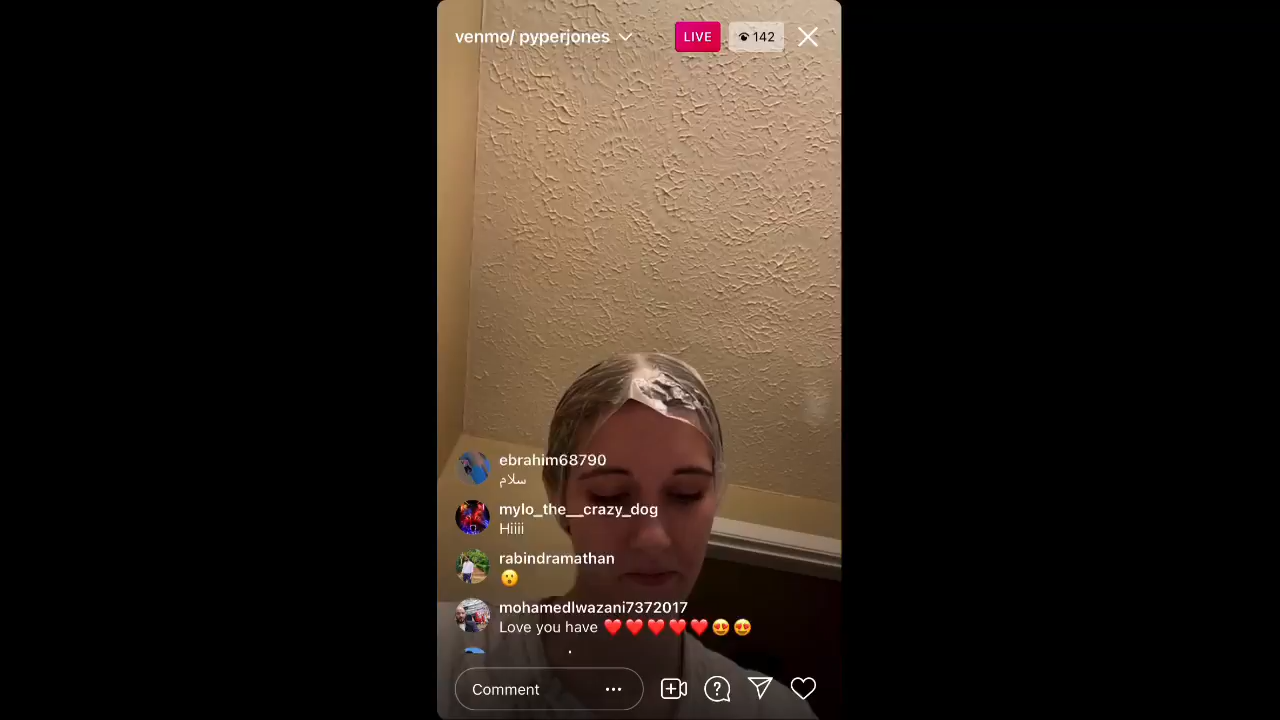 venmo/ pyperjones
LIVE
142
ebrahim68790
سلام
mylo_the__crazy_dog
Hiiii
rabindramathan
😮
mohamedlwazani7372017
Love you have ❤️❤️❤️❤️❤️😍😍
Comment